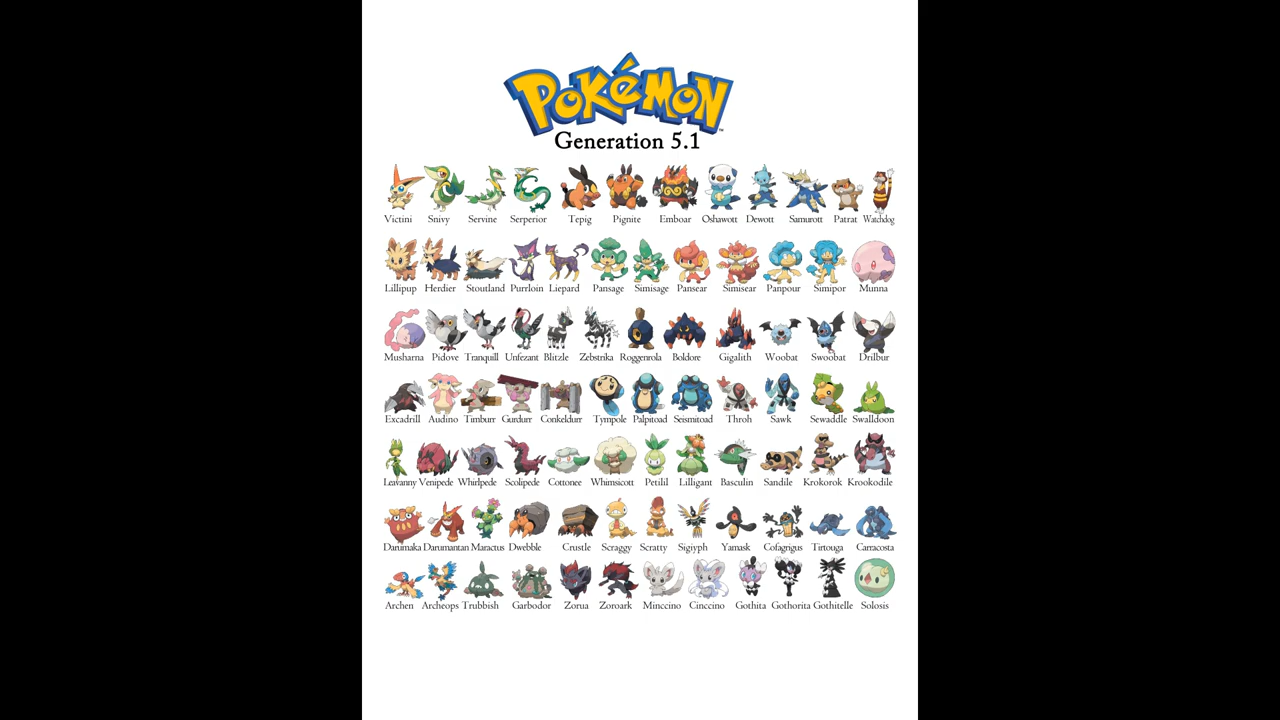 POKéMON
Generation 5.1
Victini Snivy Servine Serperior Tepig Pignite Emboar Oshawott Dewott Samurott Patrat Watchdog
Lillipup Herdier Stoutland Purrloin Liepard Pansage Simisage Pansear Simisear Panpour Simipor Munna
Musharna Pidove Tranquill Unfezant Blitzle Zebstrika Roggenrola Boldore Gigalith Woobat Swoobat Drilbur
Excadrill Audino Timburr Gurdurr Conkeldurr Tympole Palpitoad Seismitoad Throh Sawk Sewaddle Swalldoon
Leavanny Venipede Whirlpede Scolipede Cottonee Whimsicott Petilil Lilligant Basculin Sandile Krokorok Krookodile
Darumaka Darumantan Maractus Dwebble Crustle Scraggy Scratty Sigiyph Yamask Cofagrigus Tirtouga Carracosta
Archen Archeops Trubbish Garbodor Zorua Zoroark Minccino Cinccino Gothita Gothorita Gothitelle Solosis